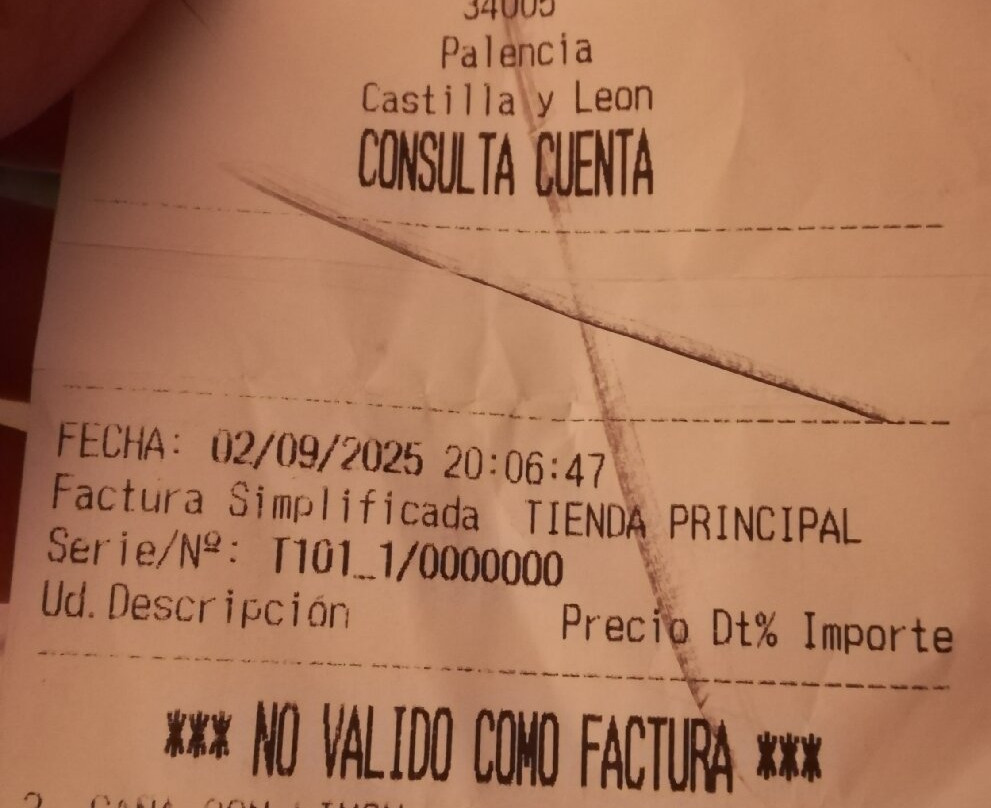 34005
Palencia
Castilla y Leon
CONSULTA CUENTA
FECHA: 02/09/2025 20:06:47
Factura Simplificada TIENDA PRINCIPAL
Serie/Nº: T101_1/0000000
Ud.Descripción Precio Dt% Importe
*** NO VALIDO COMO FACTURA ***